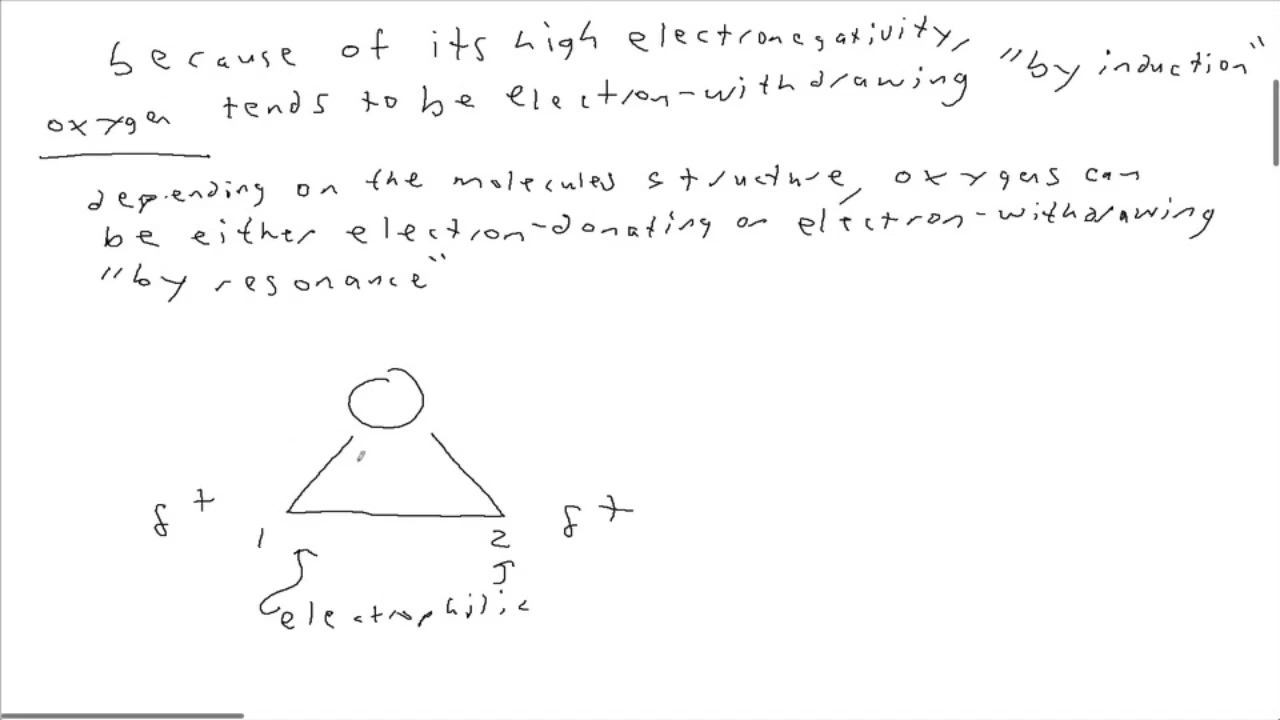 because of its high electronegativity,
oxygen tends to be electron-withdrawing "by induction"
depending on the molecules structure, oxygens can
be either electron-donating or electron-withdrawing
"by resonance"
O
δ+ 1 2 δ+
electrophilic